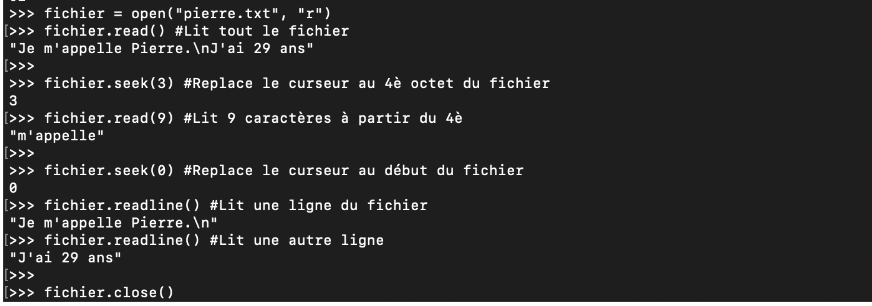 >>> fichier = open("pierre.txt", "r")
[>>> fichier.read() #Lit tout le fichier
"Je m'appelle Pierre.\nJ'ai 29 ans"
[>>>
>>> fichier.seek(3) #Replace le curseur au 4è octet du fichier
3
[>>> fichier.read(9) #Lit 9 caractères à partir du 4è
"m'appelle"
[>>>
>>> fichier.seek(0) #Replace le curseur au début du fichier
0
[>>> fichier.readline() #Lit une ligne du fichier
"Je m'appelle Pierre.\n"
[>>> fichier.readline() #Lit une autre ligne
"J'ai 29 ans"
[>>>
[>>> fichier.close()